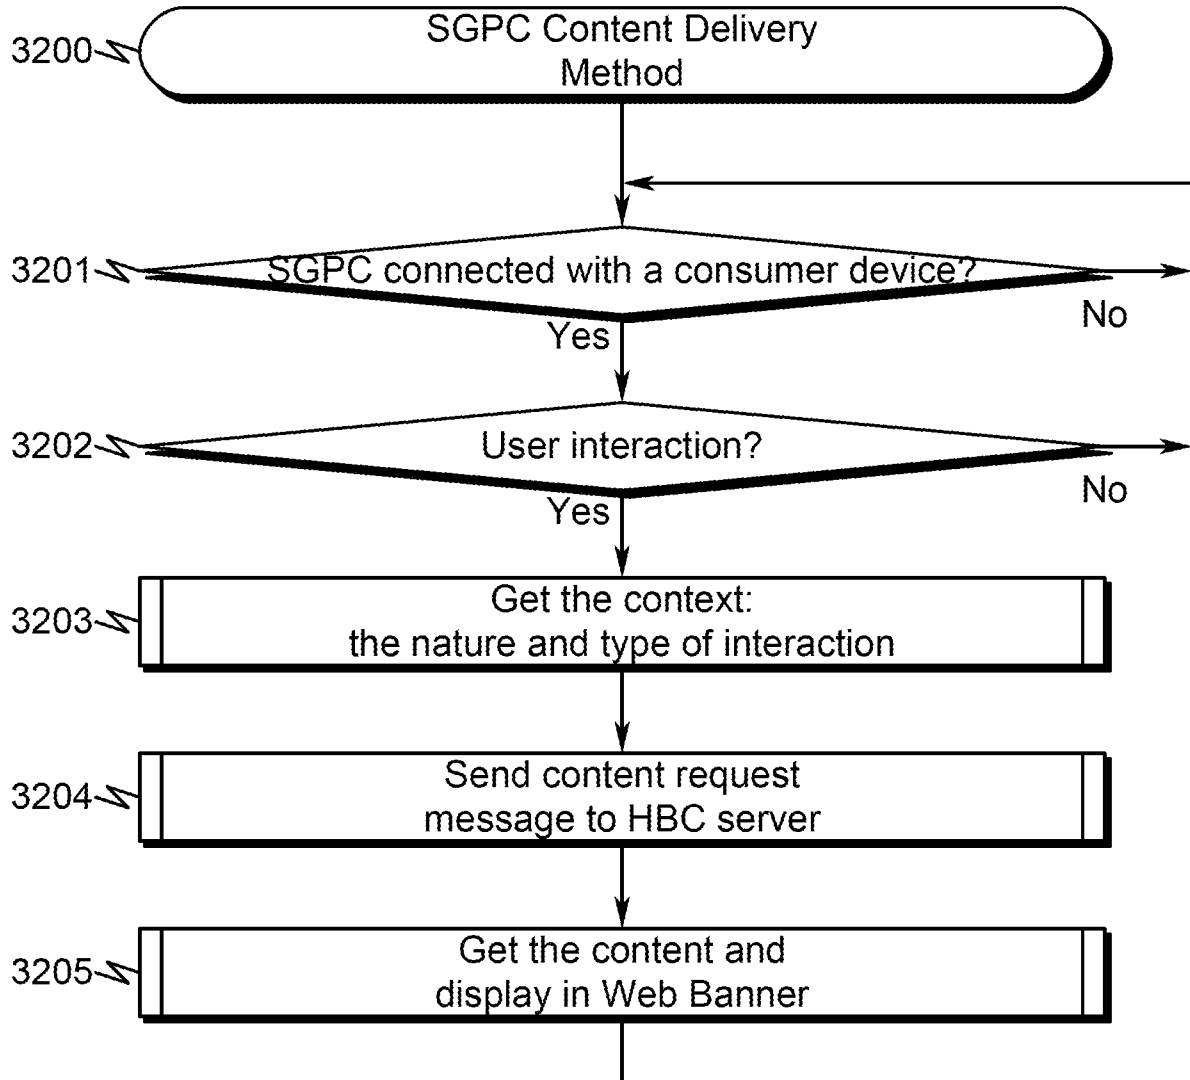 SGPC Content Delivery
Method
3200
3201
SGPC connected with a consumer device?
No
Yes
3202
User interaction?
No
Yes
3203
Get the context:
the nature and type of interaction
3204
Send content request
message to HBC server
3205
Get the content and
display in Web Banner